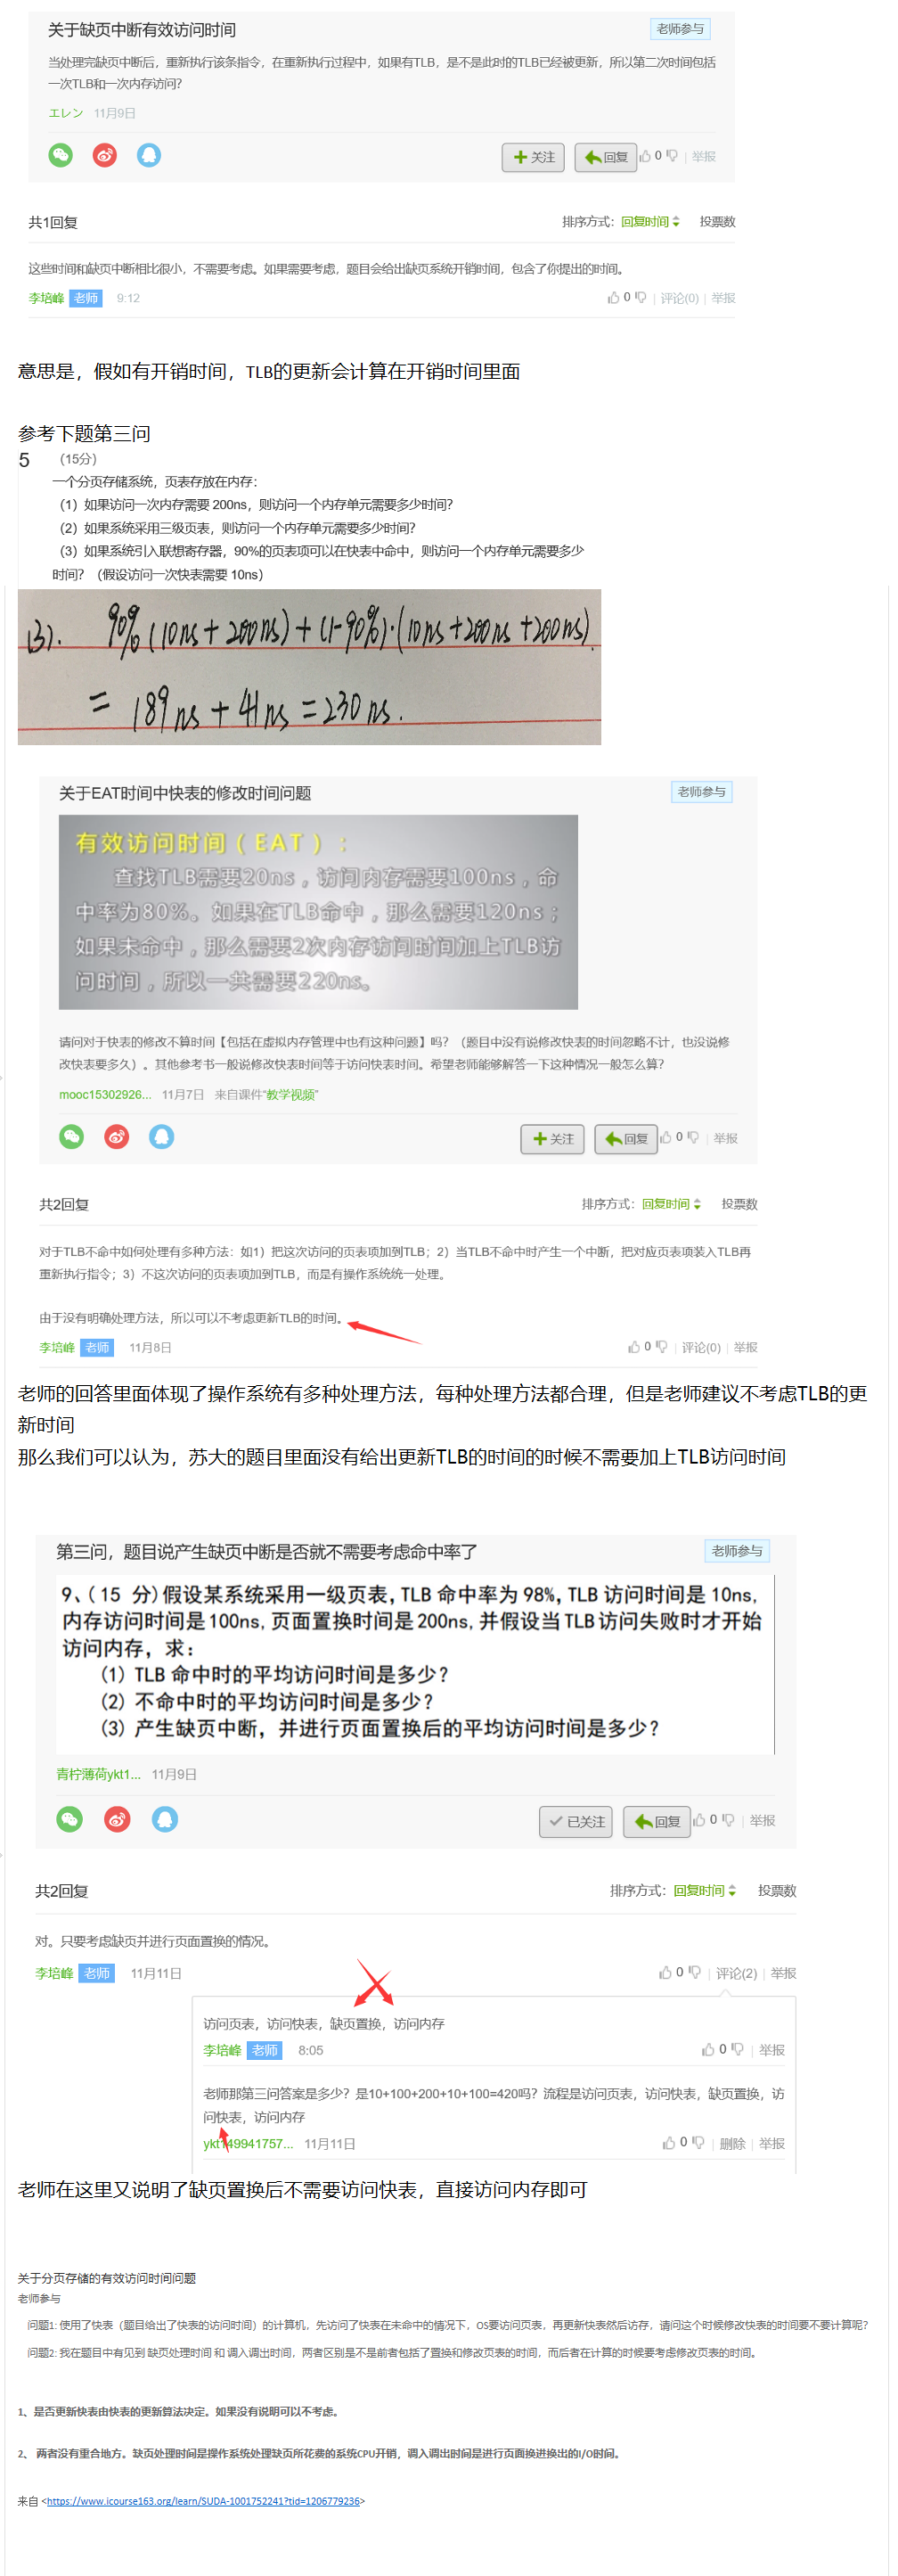 关于缺页中断有效访问时间
老师参与
当处理完缺页中断后，重新执行该条指令，在重新执行过程中，如果有TLB，是不是此时的TLB已经被更新，所以第二次时间包括
一次TLB和一次内存访问？
エレン 11月9日
关注 回复 0 | 举报
共1回复
排序方式： 回复时间 投票数
这些时间和缺页中断相比很小，不需要考虑。如果需要考虑，题目会给出缺页系统开销时间，包含了你提出的时间。
李培峰 老师 9:12
0 | 评论(0) | 举报
意思是，假如有开销时间，TLB的更新会计算在开销时间里面
参考下题第三问
5 （15分）
一个分页存储系统，页表存放在内存：
（1）如果访问一次内存需要 200ns，则访问一个内存单元需要多少时间？
（2）如果系统采用三级页表，则访问一个内存单元需要多少时间？
（3）如果系统引入联想寄存器，90%的页表项可以在快表中命中，则访问一个内存单元需要多少
时间？（假设访问一次快表需要 10ns）
(3). 90%(10ns+200ns)+(1-90%)·(10ns+200ns+200ns).
= 189ns+41ns=230ns.
关于EAT时间中快表的修改时间问题
老师参与
有效访问时间（EAT）：
查找TLB需要20ns，访问内存需要100ns，命
中率为80%。如果在TLB命中，那么需要120ns；
如果未命中，那么需要2次内存访问时间加上TLB访
问时间，所以一共需要220ns。
请问对于快表的修改不算时间【包括在虚拟内存管理中也有这种问题】吗？（题目中没有说修改快表的时间忽略不计，也没说修
改快表要多久）。其他参考书一般说修改快表时间等于访问快表时间。希望老师能够解答一下这种情况一般怎么算？
mooc15302926... 11月7日 来自课件“教学视频”
关注 回复 0 | 举报
共2回复
排序方式： 回复时间 投票数
对于TLB不命中如何处理有多种方法：如1）把这次访问的页表项加到TLB；2）当TLB不命中时产生一个中断，把对应页表项装入TLB再
重新执行指令；3）不这次访问的页表项加到TLB，而是有操作系统统一处理。
由于没有明确处理方法，所以可以不考虑更新TLB的时间。
李培峰 老师 11月8日
0 | 评论(0) | 举报
老师的回答里面体现了操作系统有多种处理方法，每种处理方法都合理，但是老师建议不考虑TLB的更
新时间
那么我们可以认为，苏大的题目里面没有给出更新TLB的时间的时候不需要加上TLB访问时间
第三问，题目说产生缺页中断是否就不需要考虑命中率了
老师参与
9、（15 分）假设某系统采用一级页表，TLB 命中率为 98%，TLB 访问时间是 10ns，
内存访问时间是 100ns，页面置换时间是 200ns，并假设当 TLB 访问失败时才开始
访问内存，求：
（1）TLB 命中时的平均访问时间是多少？
（2）不命中时的平均访问时间是多少？
（3）产生缺页中断，并进行页面置换后的平均访问时间是多少？
青柠薄荷ykt1... 11月9日
已关注 回复 0 | 举报
共2回复
排序方式： 回复时间 投票数
对。只要考虑缺页并进行页面置换的情况。
李培峰 老师 11月11日
0 | 评论(2) | 举报
访问页表，访问快表，缺页置换，访问内存
李培峰 老师 8:05
0 | 举报
老师那第三问答案是多少？是10+100+200+10+100=420吗？流程是访问页表，访问快表，缺页置换，访
问快表，访问内存
ykt149941757... 11月11日
0 | 删除 | 举报
老师在这里又说明了缺页置换后不需要访问快表，直接访问内存即可
关于分页存储的有效访问时间问题
老师参与
问题1: 使用了快表（题目给出了快表的访问时间）的计算机，先访问了快表在未命中的情况下，OS要访问页表，再更新快表然后访存，请问这个时候修改快表的时间要不要计算呢？
问题2: 我在题目中有见到 缺页处理时间 和 调入调出时间，两者区别是不是前者包括了置换和修改页表的时间，而后者在计算的时候要考虑修改页表的时间。
1、是否更新快表由快表的更新算法决定。如果没有说明可以不考虑。
2、 两者没有重合地方。缺页处理时间是操作系统处理缺页所花费的系统CPU开销，调入调出时间是进行页面换进换出的I/O时间。
来自 <https://www.icourse163.org/learn/SUDA-1001752241?tid=1206779236>